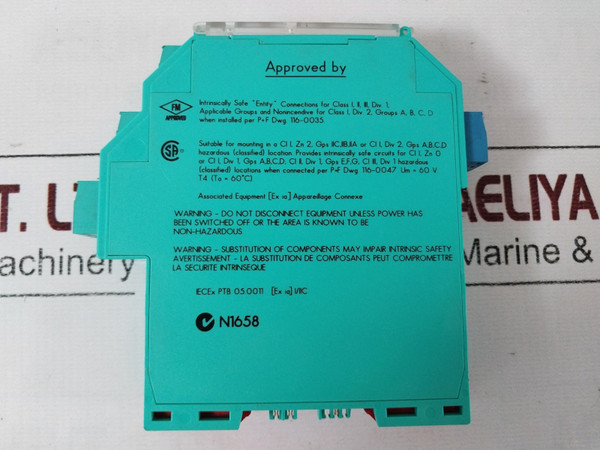 Approved by
FM
APPROVED
Intrinsically Safe "Entity" Connections for Class I, II, III, Div 1,
Applicable Groups and Nonincendive for Class I, Div. 2, Groups A, B, C, D
when installed per P+F Dwg. 116-0035
SA
Suitable for mounting in a Cl I, Zn 2, Gps IIC,IIB,IIA or Cl I, Div 2, Gps A,B,C,D
hazardous (classified) location. Provides intrinsically safe circuits for Cl I, Zn 0
or Cl I, Div 1, Gps A,B,C,D. Cl II, Div 1, Gps E,F,G, Cl III, Div 1 hazardous
(classified) locations when connected per P+F Dwg 116-0047 Um = 60 V
T4 (Ta = 60°C)
Associated Equipment [Ex ia] Appareillage Connexe
WARNING - DO NOT DISCONNECT EQUIPMENT UNLESS POWER HAS
BEEN SWITCHED OFF OR THE AREA IS KNOWN TO BE
NON-HAZARDOUS.
WARNING - SUBSTITUTION OF COMPONENTS MAY IMPAIR INTRINSIC SAFETY
AVERTISSEMENT - LA SUBSTITUTION DE COMPOSANTS PEUT COMPROMETTRE
LA SECURITE INTRINSEQUE
IECEx PTB 05.0011 [Ex ia] I/IIC
N1658
T. L
AELIYA
achinery
Marine &